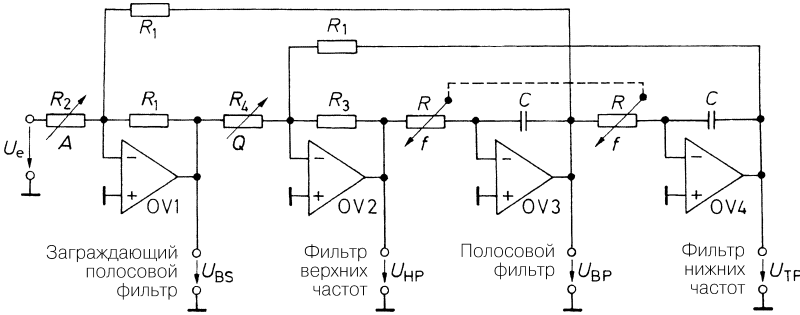 R1
R1
R2
R1
R4
R3
R
C
R
C
A
Q
f
f
Ue
−
+
OV1
−
+
OV2
−
+
OV3
−
+
OV4
Заграждающий
полосовой
фильтр
UBS
Фильтр
верхних
частот
UHP
Полосовой
фильтр
UBP
Фильтр
нижних
частот
UTP